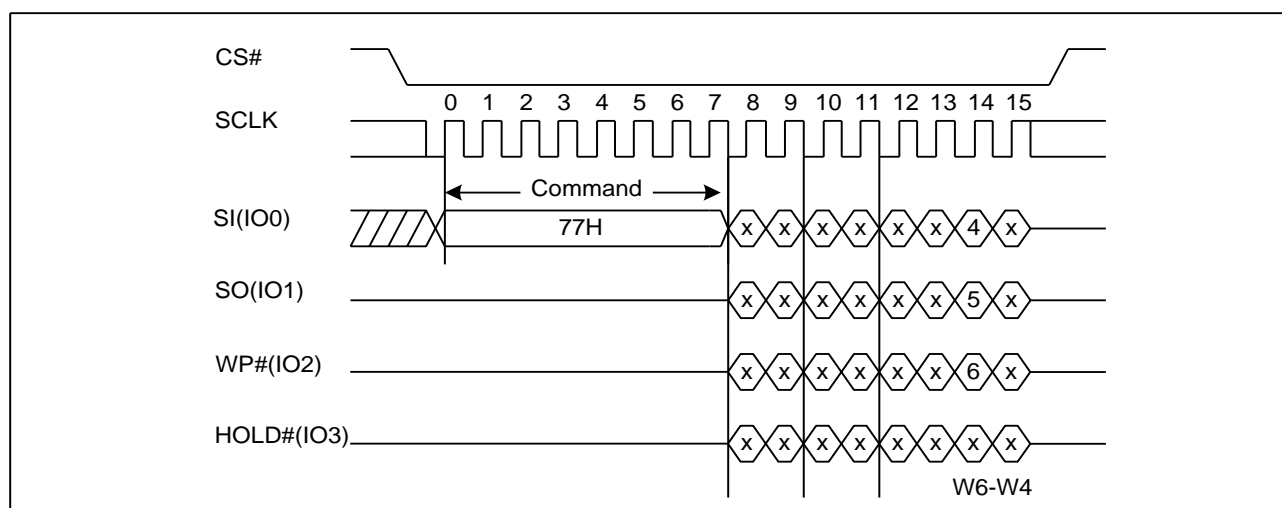 CS#
0 1 2 3 4 5 6 7 8 9 10 11 12 13 14 15
SCLK
Command
SI(IO0) 77H x x x x x x 4 x
SO(IO1) x x x x x x 5 x
WP#(IO2) x x x x x x 6 x
HOLD#(IO3) x x x x x x x x
W6-W4